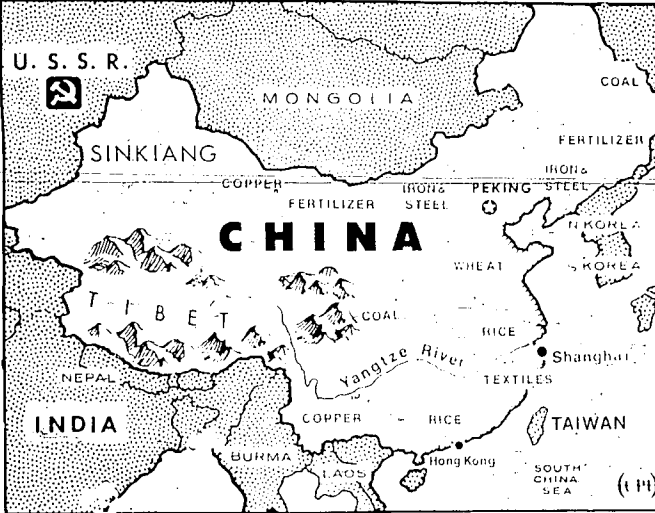 U. S. S. R.
MONGOLIA
COAL
SINKIANG
FERTILIZER
COPPER
IRON &
STEEL
PEKING
IRON &
STEEL
FERTILIZER
CHINA
N KOREA
WHEAT
S KOREA
TIBET
COAL
RICE
Yangtze River
Shanghai
NEPAL
TEXTILES
INDIA
COPPER
RICE
TAIWAN
BURMA
LAOS
Hong Kong
SOUTH
CHINA
SEA
(UPI)